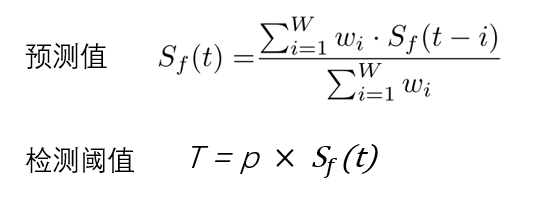 预测值 S_f(t) = \frac{\sum_{i=1}^{W} w_i \cdot S_f(t-i)}{\sum_{i=1}^{W} w_i}
检测阈值 T = p × S_f(t)